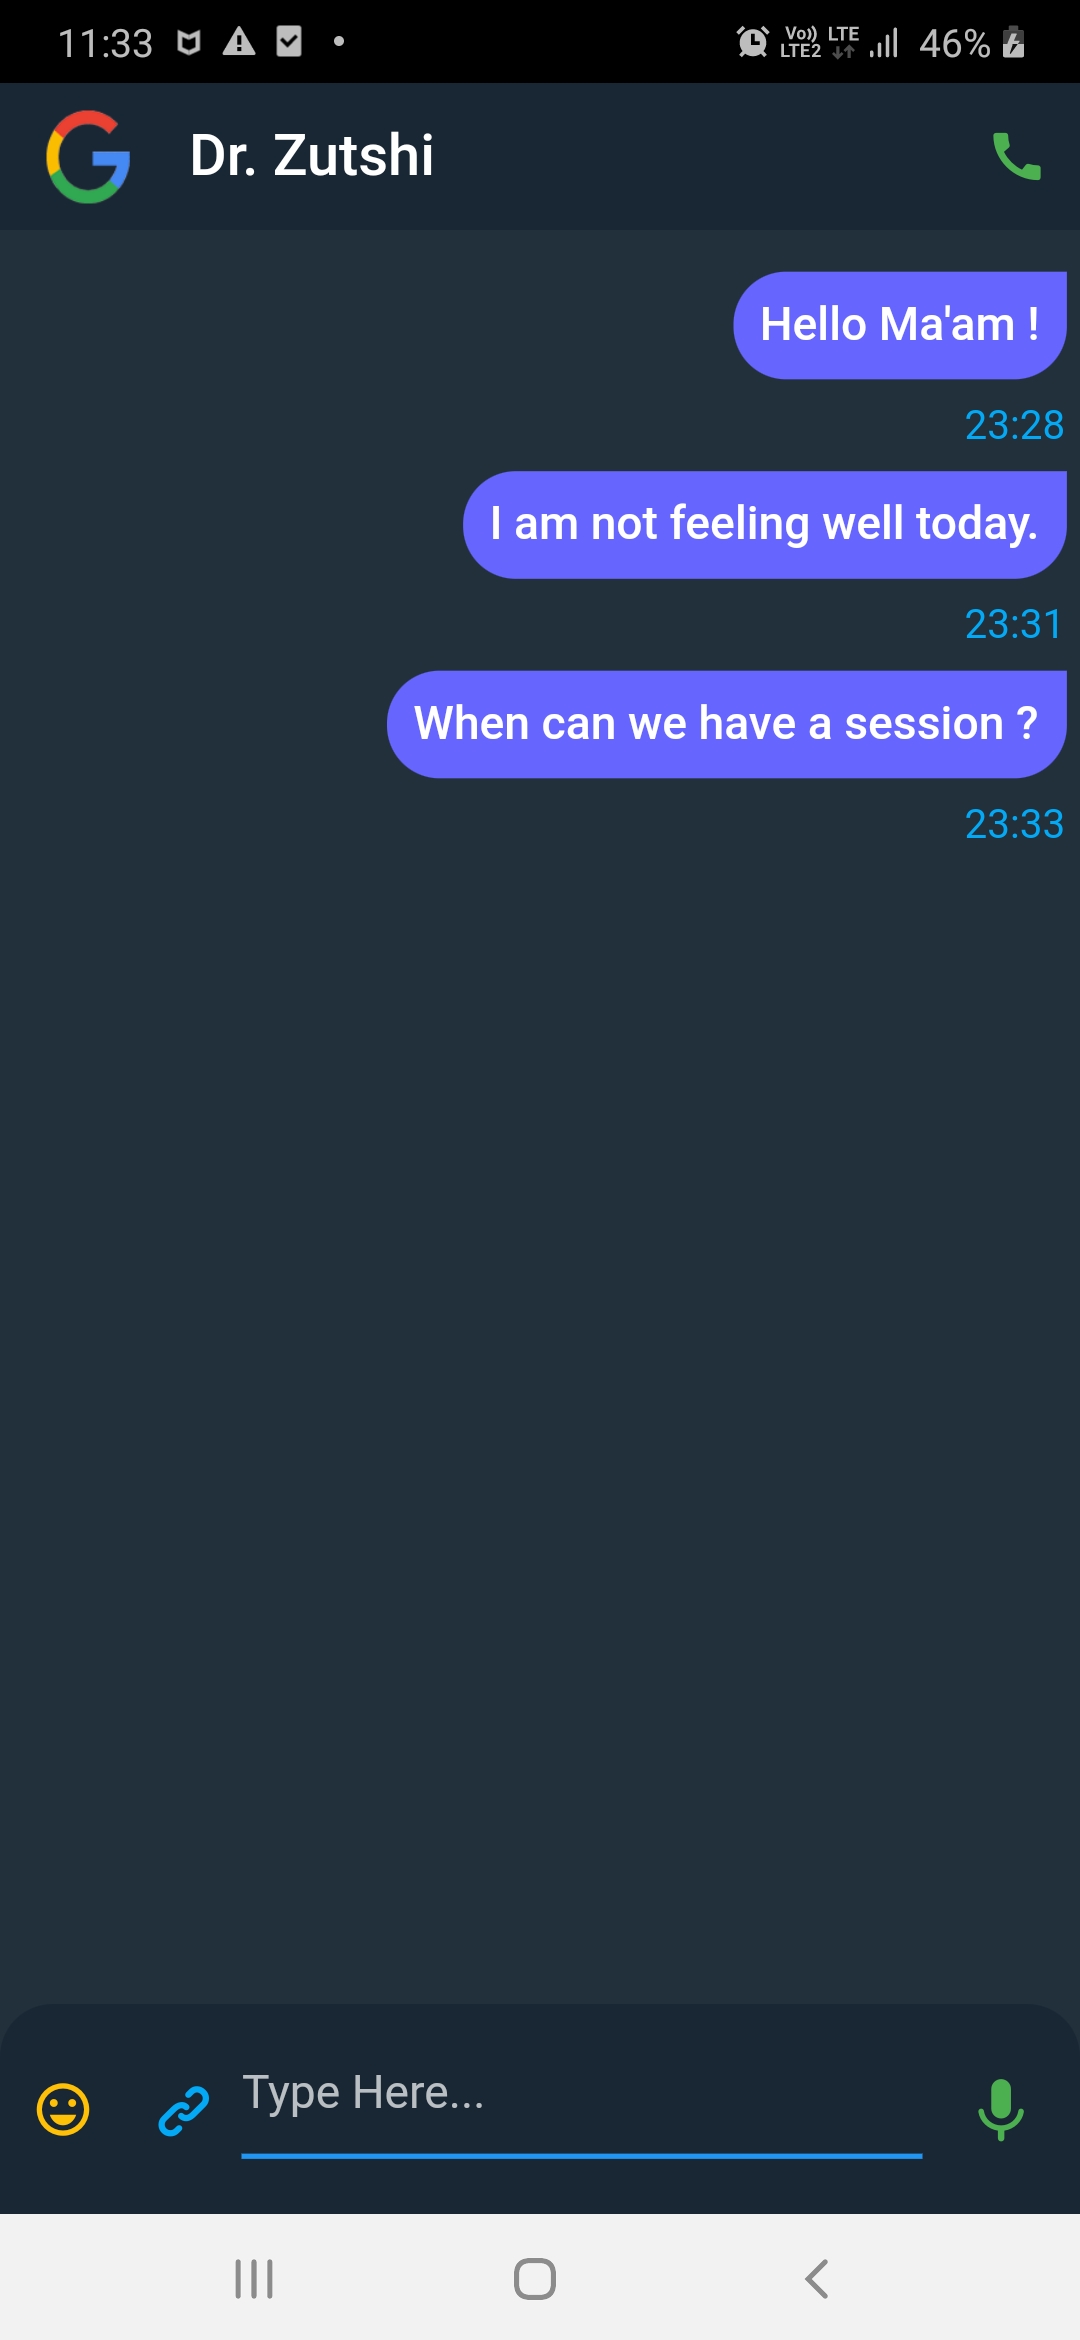 11:33 Vo)) LTE 46%
LTE2
Dr. Zutshi
Hello Ma'am !
23:28
I am not feeling well today.
23:31
When can we have a session ?
23:33
Type Here...